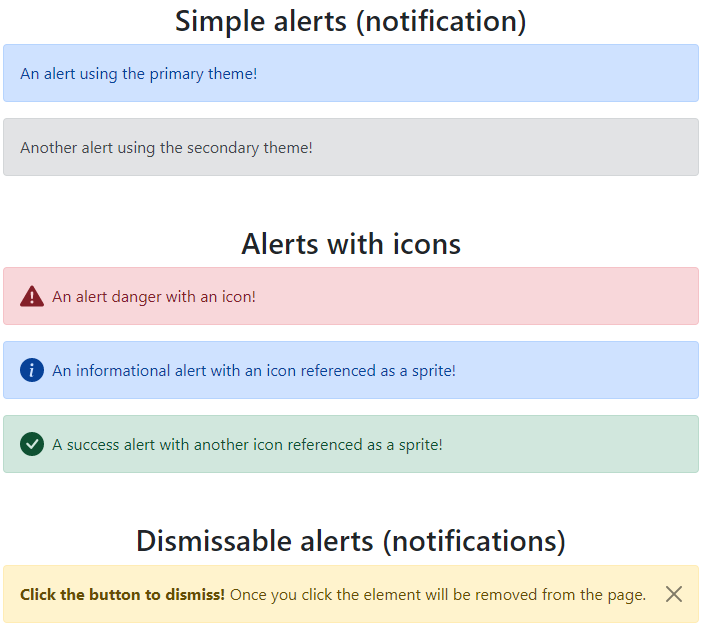 Simple alerts (notification)
An alert using the primary theme!
Another alert using the secondary theme!
Alerts with icons
An alert danger with an icon!
An informational alert with an icon referenced as a sprite!
A success alert with another icon referenced as a sprite!
Dismissable alerts (notifications)
Click the button to dismiss! Once you click the element will be removed from the page.